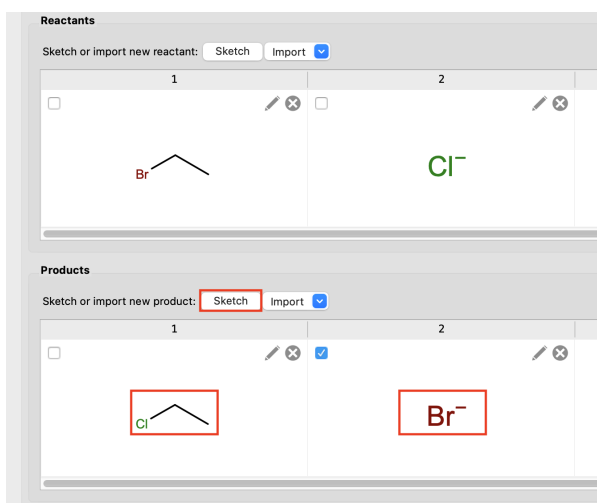 Reactants
Sketch or import new reactant: Sketch Import
1 2
Br
Cl⁻
Products
Sketch or import new product: Sketch Import
1 2
Cl
Br⁻